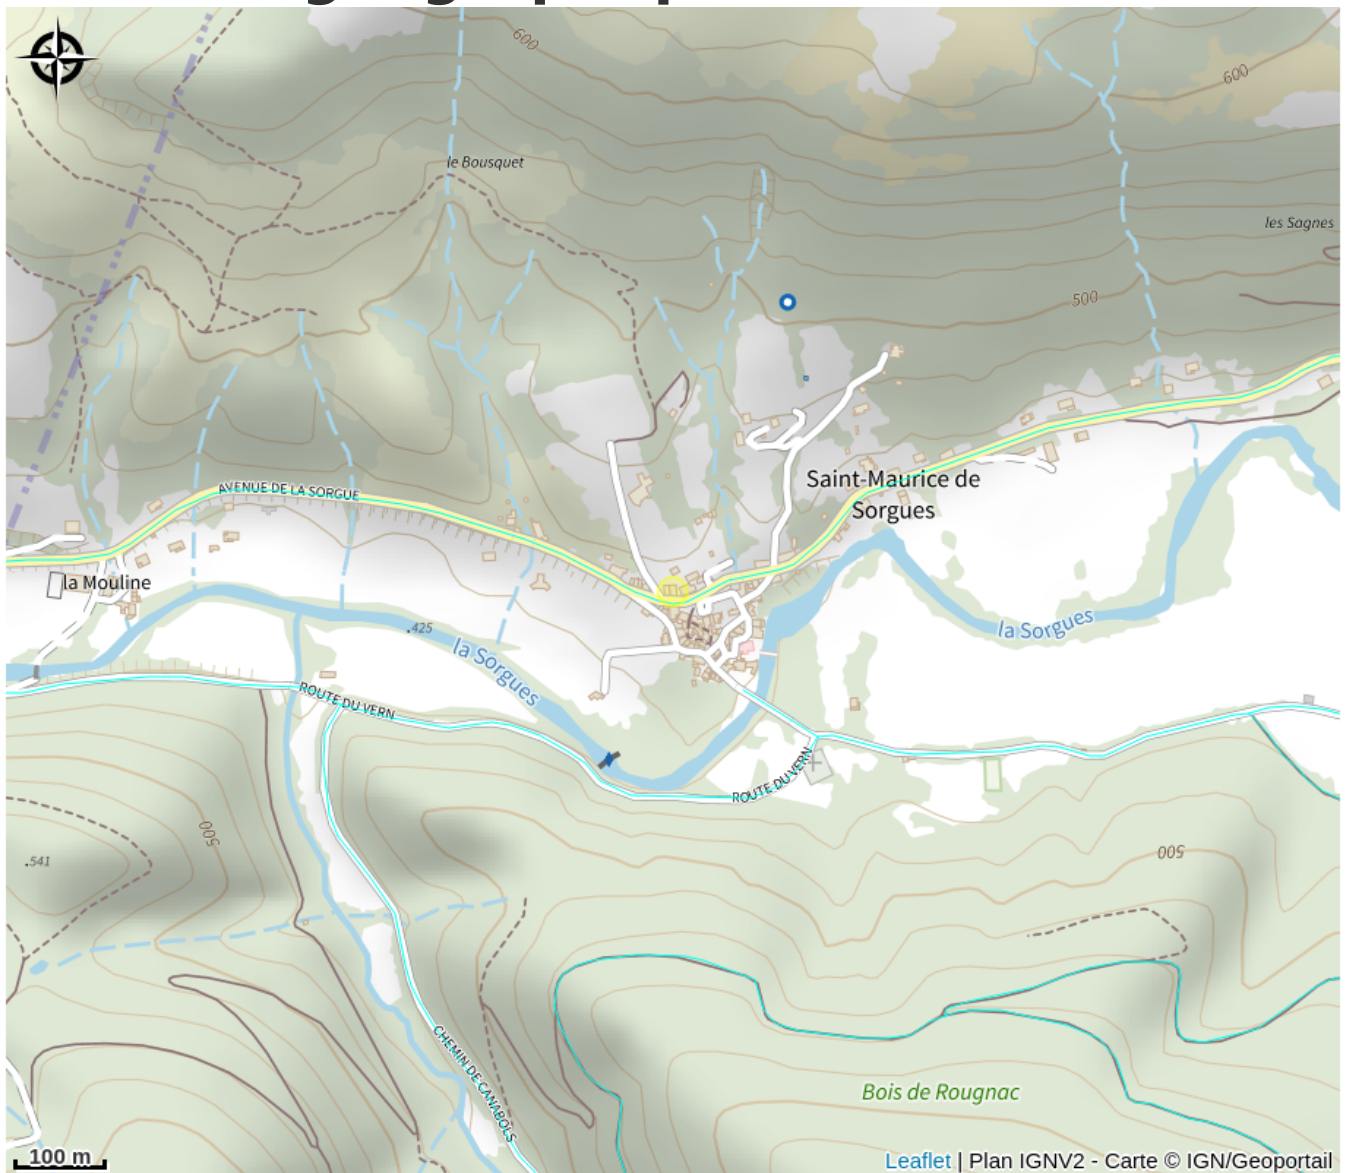 600
600
le Bousquet
les Sagnes
500
Saint-Maurice de
Sorgues
AVENUE DE LA SORGUE
la Mouline
.425
la Sorgues
la Sorgues
ROUTE DU VERN
ROUTE DU VERN
500
500
.541
CHEMIN DE CANABOLS
Bois de Rougnac
100 m
Leaflet | Plan IGNV2 - Carte © IGN/Geoportail